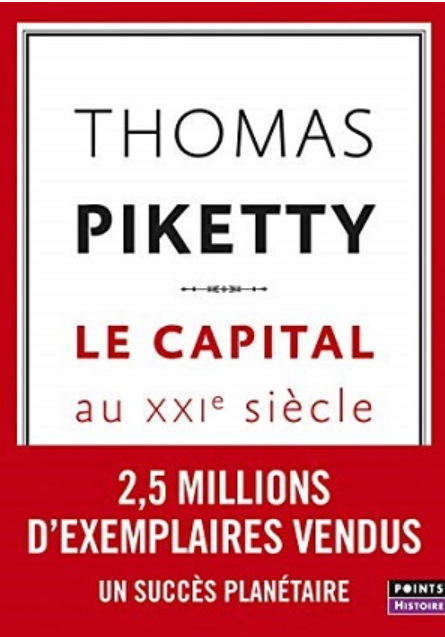 THOMAS
PIKETTY
LE CAPITAL
au XXIe siècle
2,5 MILLIONS
D'EXEMPLAIRES VENDUS
UN SUCCÈS PLANÉTAIRE
POINTS
HISTOIRE